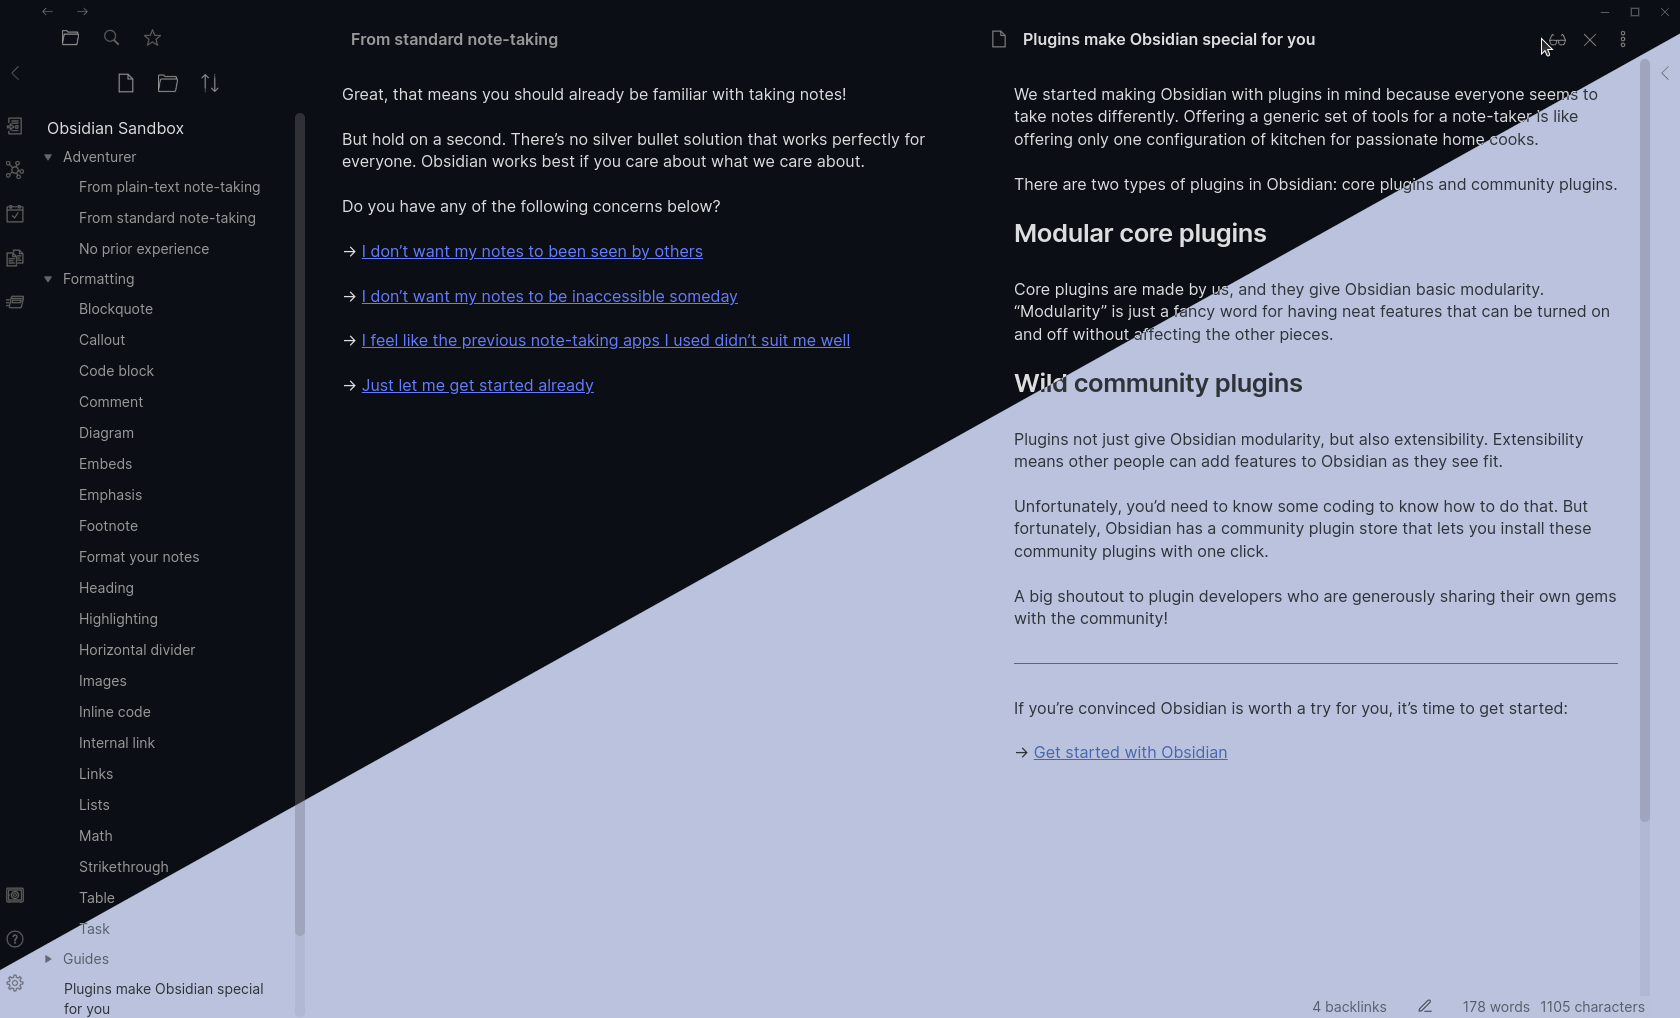 Obsidian Sandbox
Adventurer
From plain-text note-taking
From standard note-taking
No prior experience
Formatting
Blockquote
Callout
Code block
Comment
Diagram
Embeds
Emphasis
Footnote
Format your notes
Heading
Highlighting
Horizontal divider
Images
Inline code
Internal link
Links
Lists
Math
Strikethrough
Table
Task
Guides
Plugins make Obsidian special
for you
From standard note-taking
Great, that means you should already be familiar with taking notes!
But hold on a second. There’s no silver bullet solution that works perfectly for
everyone. Obsidian works best if you care about what we care about.
Do you have any of the following concerns below?
→ I don’t want my notes to been seen by others
→ I don’t want my notes to be inaccessible someday
→ I feel like the previous note-taking apps I used didn’t suit me well
→ Just let me get started already
Plugins make Obsidian special for you
We started making Obsidian with plugins in mind because everyone seems to
take notes differently. Offering a generic set of tools for a note-taker is like
offering only one configuration of kitchen for passionate home cooks.
There are two types of plugins in Obsidian: core plugins and community plugins.
Modular core plugins
Core plugins are made by us, and they give Obsidian basic modularity.
“Modularity” is just a fancy word for having neat features that can be turned on
and off without affecting the other pieces.
Wild community plugins
Plugins not just give Obsidian modularity, but also extensibility. Extensibility
means other people can add features to Obsidian as they see fit.
Unfortunately, you’d need to know some coding to know how to do that. But
fortunately, Obsidian has a community plugin store that lets you install these
community plugins with one click.
A big shoutout to plugin developers who are generously sharing their own gems
with the community!
If you’re convinced Obsidian is worth a try for you, it’s time to get started:
→ Get started with Obsidian
4 backlinks 178 words 1105 characters